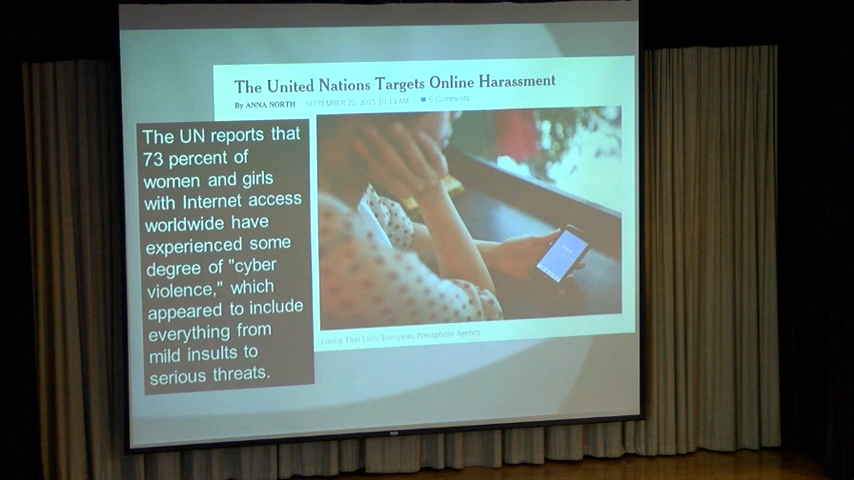 The United Nations Targets Online Harassment
By ANNA NORTH SEPTEMBER 25, 2015 10:13 AM 6 Comments
The UN reports that
73 percent of
women and girls
with Internet access
worldwide have
experienced some
degree of "cyber
violence," which
appeared to include
everything from
mild insults to
serious threats.
Luong Thai Linh/European Pressphoto Agency